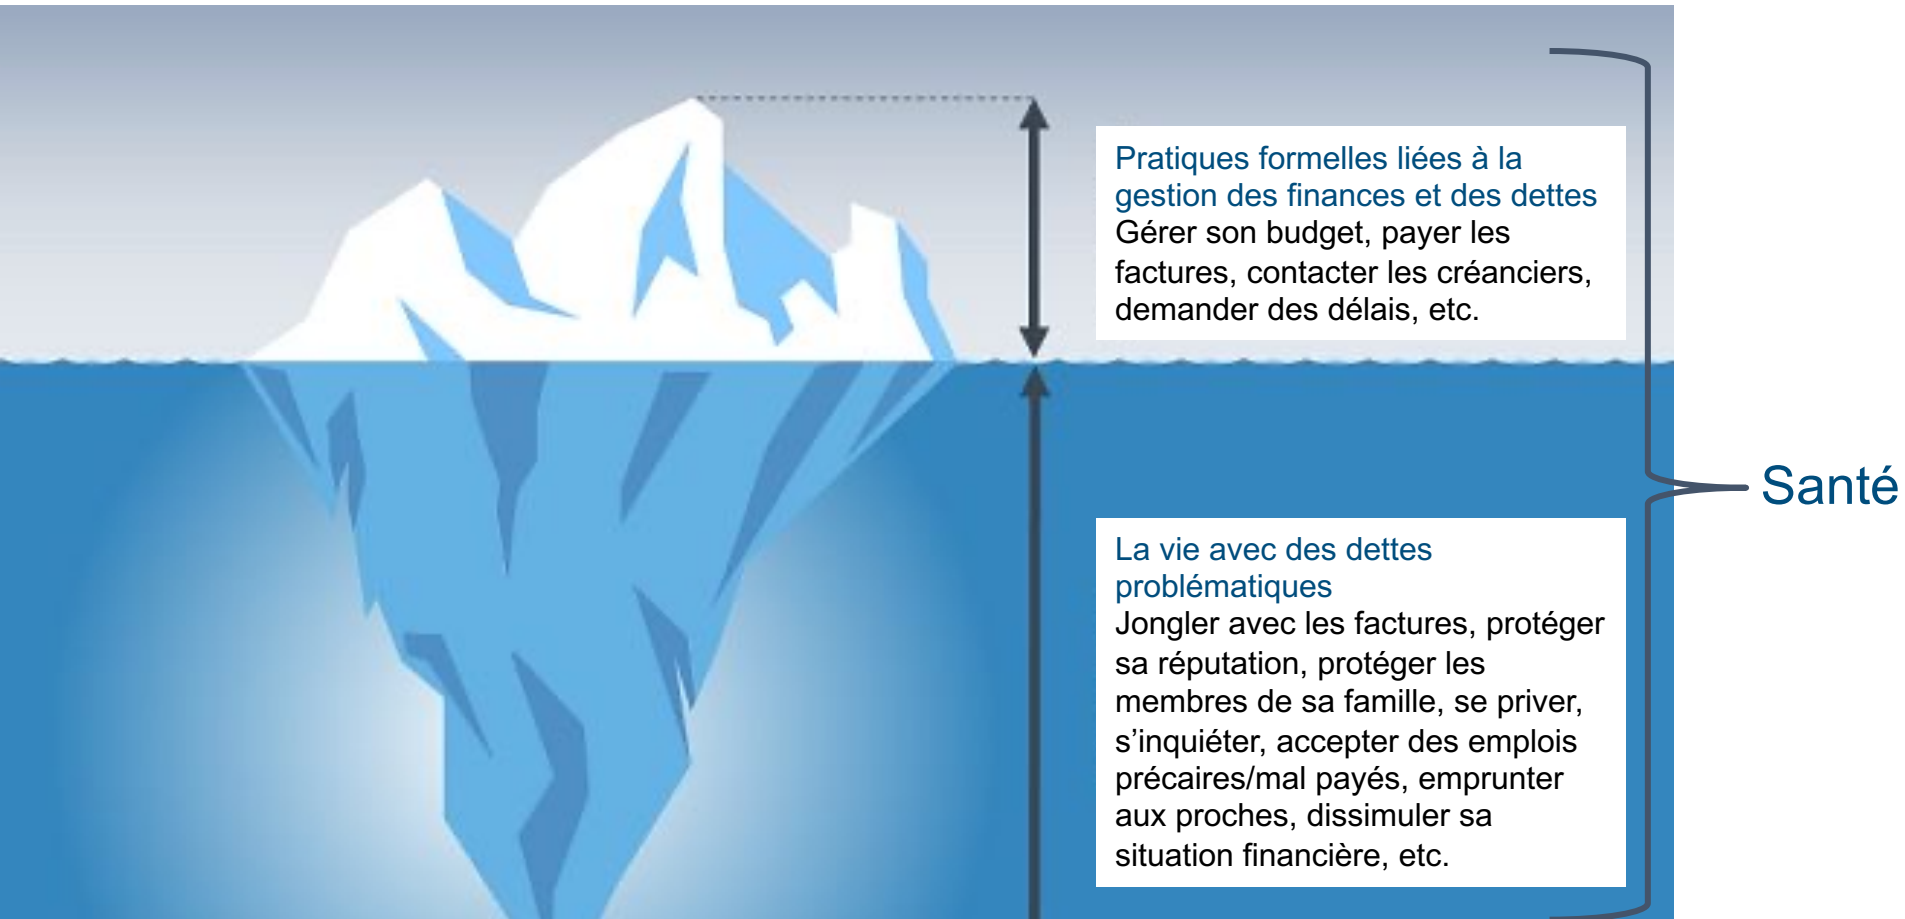 Pratiques formelles liées à la
gestion des finances et des dettes
Gérer son budget, payer les
factures, contacter les créanciers,
demander des délais, etc.
Santé
La vie avec des dettes
problématiques
Jongler avec les factures, protéger
sa réputation, protéger les
membres de sa famille, se priver,
s’inquiéter, accepter des emplois
précaires/mal payés, emprunter
aux proches, dissimuler sa
situation financière, etc.